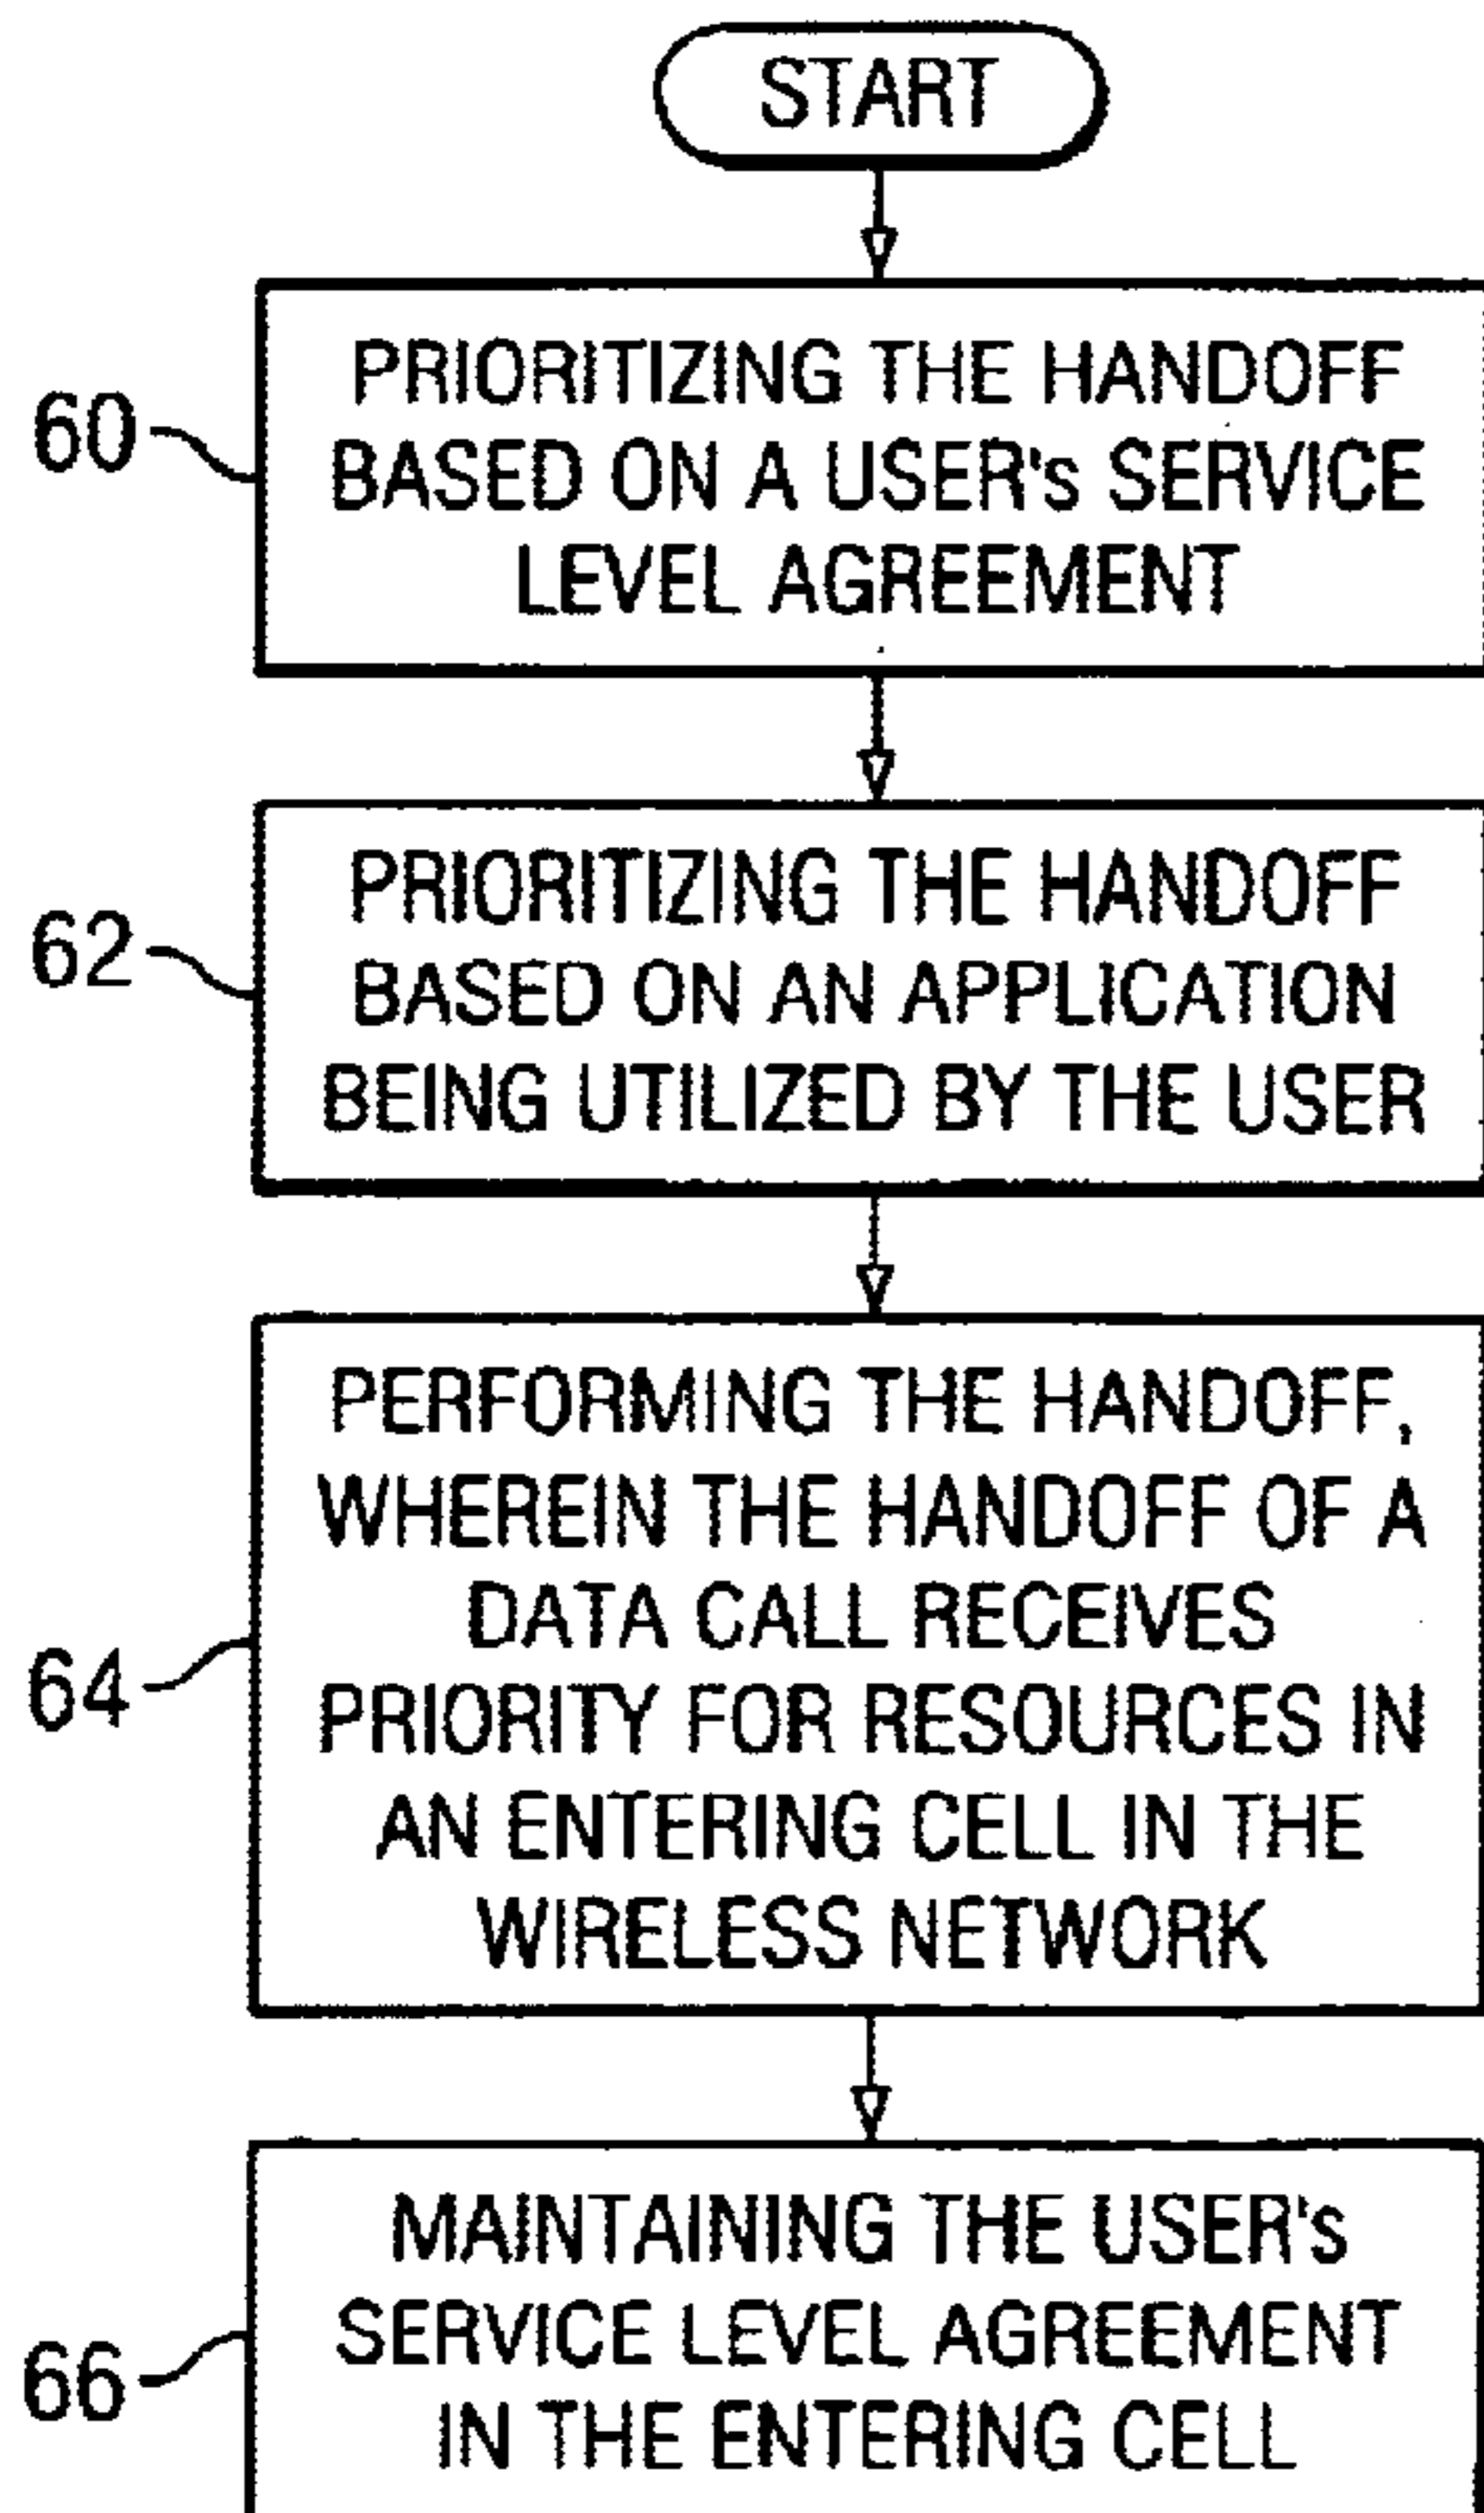 START
60
PRIORITIZING THE HANDOFF
BASED ON A USER's SERVICE
LEVEL AGREEMENT
62
PRIORITIZING THE HANDOFF
BASED ON AN APPLICATION
BEING UTILIZED BY THE USER
64
PERFORMING THE HANDOFF,
WHEREIN THE HANDOFF OF A
DATA CALL RECEIVES
PRIORITY FOR RESOURCES IN
AN ENTERING CELL IN THE
WIRELESS NETWORK
66
MAINTAINING THE USER's
SERVICE LEVEL AGREEMENT
IN THE ENTERING CELL